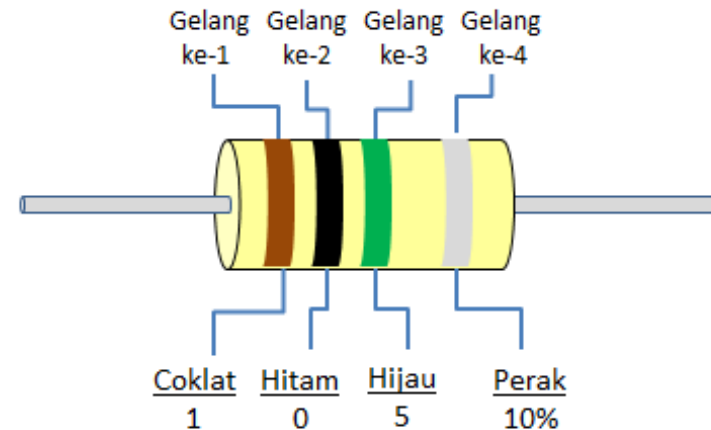 Gelang Gelang Gelang Gelang
ke-1 ke-2 ke-3 ke-4
Coklat Hitam Hijau Perak
1 0 5 10%